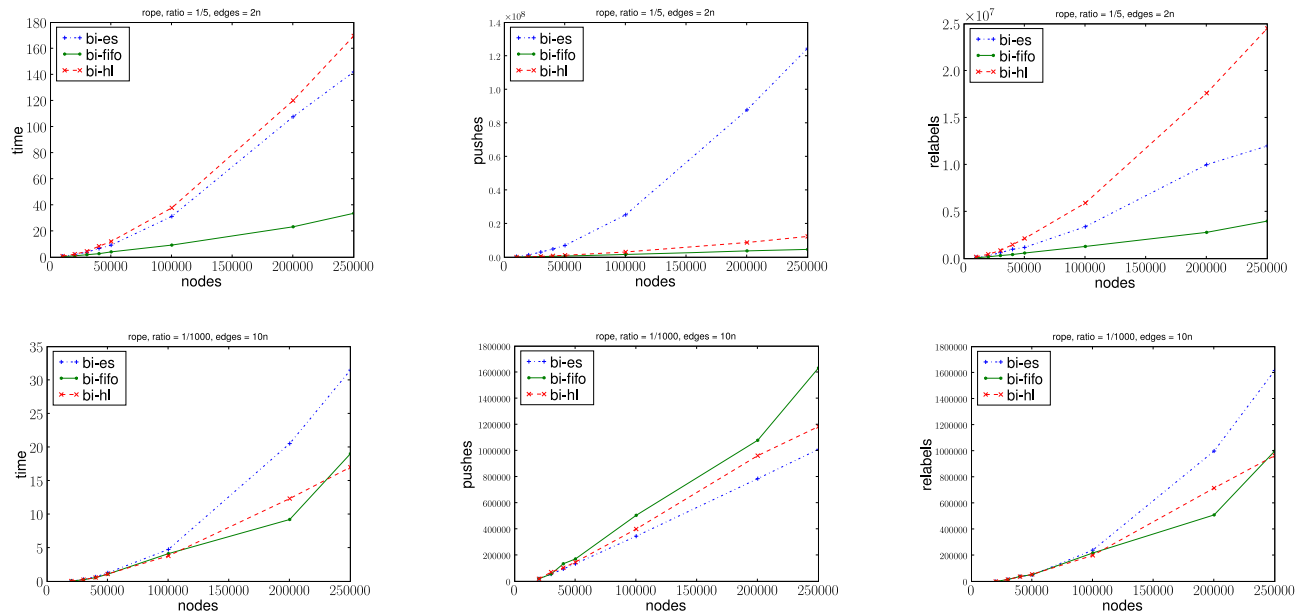 rope, ratio = 1/5, edges = 2n
180
160
140
120
100
80
60
40
20
0
time
bi-es
bi-fifo
bi-hl
0 50000 100000 150000 200000 250000
nodes
rope, ratio = 1/5, edges = 2n
1e8
1.4
1.2
1.0
0.8
0.6
0.4
0.2
0.0
pushes
bi-es
bi-fifo
bi-hl
0 50000 100000 150000 200000 250000
nodes
rope, ratio = 1/5, edges = 2n
1e7
2.5
2.0
1.5
1.0
0.5
0.0
relabels
bi-es
bi-fifo
bi-hl
0 50000 100000 150000 200000 250000
nodes
rope, ratio = 1/1000, edges = 10n
35
30
25
20
15
10
5
0
time
bi-es
bi-fifo
bi-hl
0 50000 100000 150000 200000 250000
nodes
rope, ratio = 1/1000, edges = 10n
1800000
1600000
1400000
1200000
1000000
800000
600000
400000
200000
0
pushes
bi-es
bi-fifo
bi-hl
0 50000 100000 150000 200000 250000
nodes
rope, ratio = 1/1000, edges = 10n
1800000
1600000
1400000
1200000
1000000
800000
600000
400000
200000
0
relabels
bi-es
bi-fifo
bi-hl
0 50000 100000 150000 200000 250000
nodes